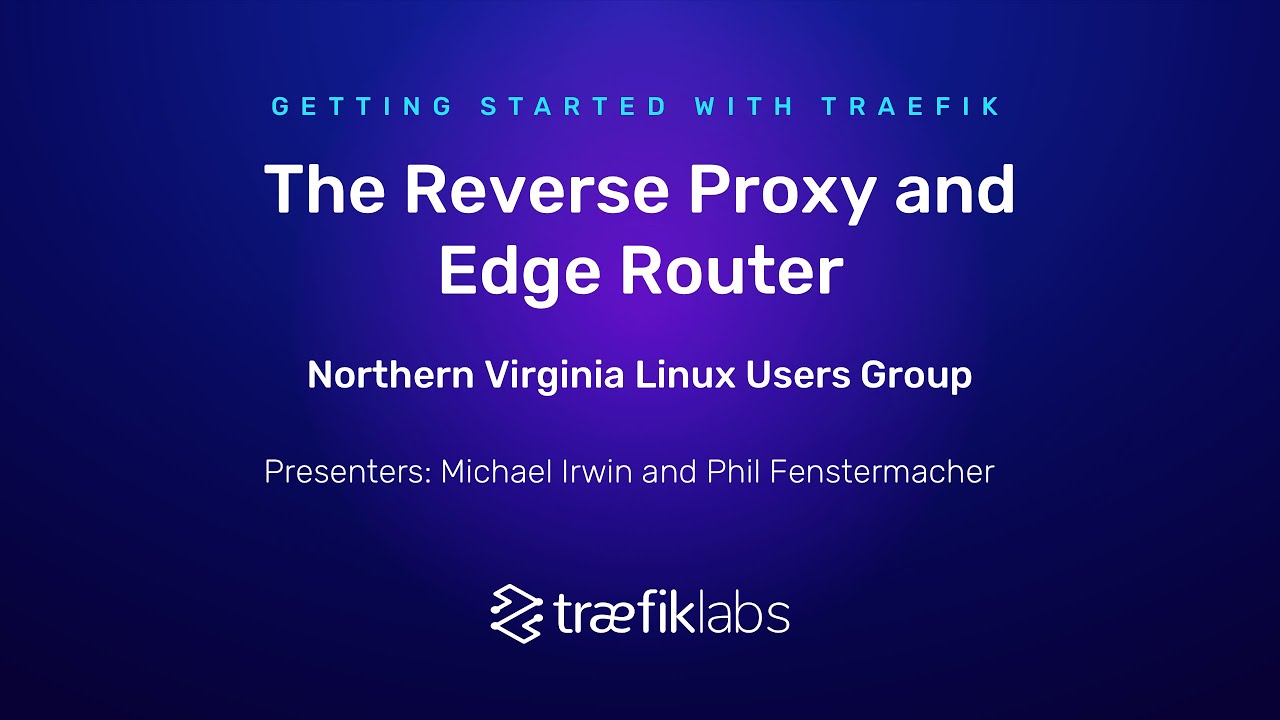 GETTING STARTED WITH TRAEFIK
The Reverse Proxy and
Edge Router
Northern Virginia Linux Users Group
Presenters: Michael Irwin and Phil Fenstermacher
træfiklabs